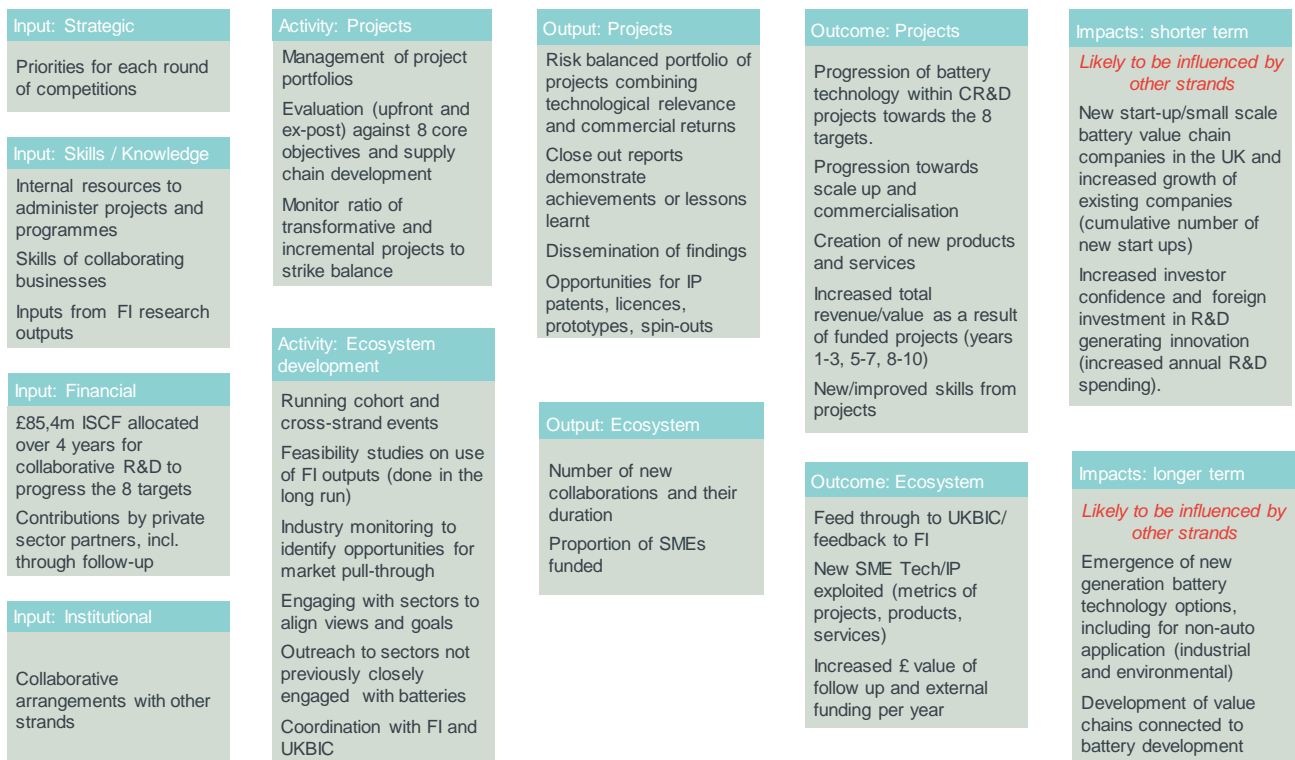 Input: Strategic
Priorities for each round
of competitions
Input: Skills / Knowledge
Internal resources to
administer projects and
programmes
Skills of collaborating
businesses
Inputs from FI research
outputs
Input: Financial
£85,4m ISCF allocated
over 4 years for
collaborative R&D to
progress the 8 targets
Contributions by private
sector partners, incl.
through follow-up
Input: Institutional
Collaborative
arrangements with other
strands
Activity: Projects
Management of project
portfolios
Evaluation (upfront and
ex-post) against 8 core
objectives and supply
chain development
Monitor ratio of
transformative and
incremental projects to
strike balance
Activity: Ecosystem
development
Running cohort and
cross-strand events
Feasibility studies on use
of FI outputs (done in the
long run)
Industry monitoring to
identify opportunities for
market pull-through
Engaging with sectors to
align views and goals
Outreach to sectors not
previously closely
engaged with batteries
Coordination with FI and
UKBIC
Output: Projects
Risk balanced portfolio of
projects combining
technological relevance
and commercial returns
Close out reports
demonstrate
achievements or lessons
learnt
Dissemination of findings
Opportunities for IP
patents, licences,
prototypes, spin-outs
Output: Ecosystem
Number of new
collaborations and their
duration
Proportion of SMEs
funded
Outcome: Projects
Progression of battery
technology within CR&D
projects towards the 8
targets.
Progression towards
scale up and
commercialisation
Creation of new products
and services
Increased total
revenue/value as a result
of funded projects (years
1-3, 5-7, 8-10)
New/improved skills from
projects
Outcome: Ecosystem
Feed through to UKBIC/
feedback to FI
New SME Tech/IP
exploited (metrics of
projects, products,
services)
Increased £ value of
follow up and external
funding per year
Impacts: shorter term
Likely to be influenced by
other strands
New start-up/small scale
battery value chain
companies in the UK and
increased growth of
existing companies
(cumulative number of
new start ups)
Increased investor
confidence and foreign
investment in R&D
generating innovation
(increased annual R&D
spending).
Impacts: longer term
Likely to be influenced by
other strands
Emergence of new
generation battery
technology options,
including for non-auto
application (industrial
and environmental)
Development of value
chains connected to
battery development